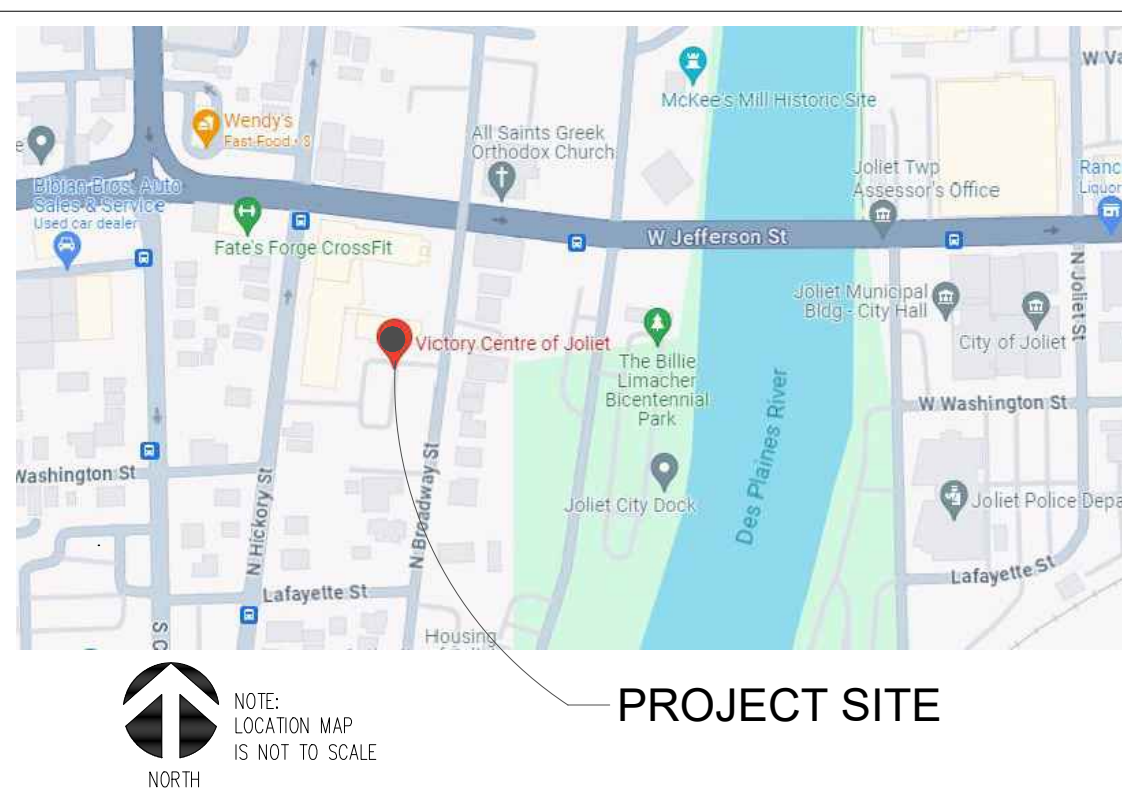 W Va
McKee's Mill Historic Site
Wendy's
Fast Food • 8
All Saints Greek
Orthodox Church
Joliet Twp
Assessor's Office
Ranc
Liquor
Bibian Bros. Auto
Sales & Service
Used car dealer
Fate's Forge CrossFit
W Jefferson St
N Joliet St
Joliet Municipal
Bldg - City Hall
City of Joliet
Victory Centre of Joliet
The Billie
Limacher
Bicentennial
Park
Des Plaines River
W Washington St
Washington St
N Hickory St
N Broadway St
Joliet City Dock
Joliet Police Depa
Lafayette St
Lafayette St
S C
Housing
PROJECT SITE
NOTE:
LOCATION MAP
IS NOT TO SCALE
NORTH